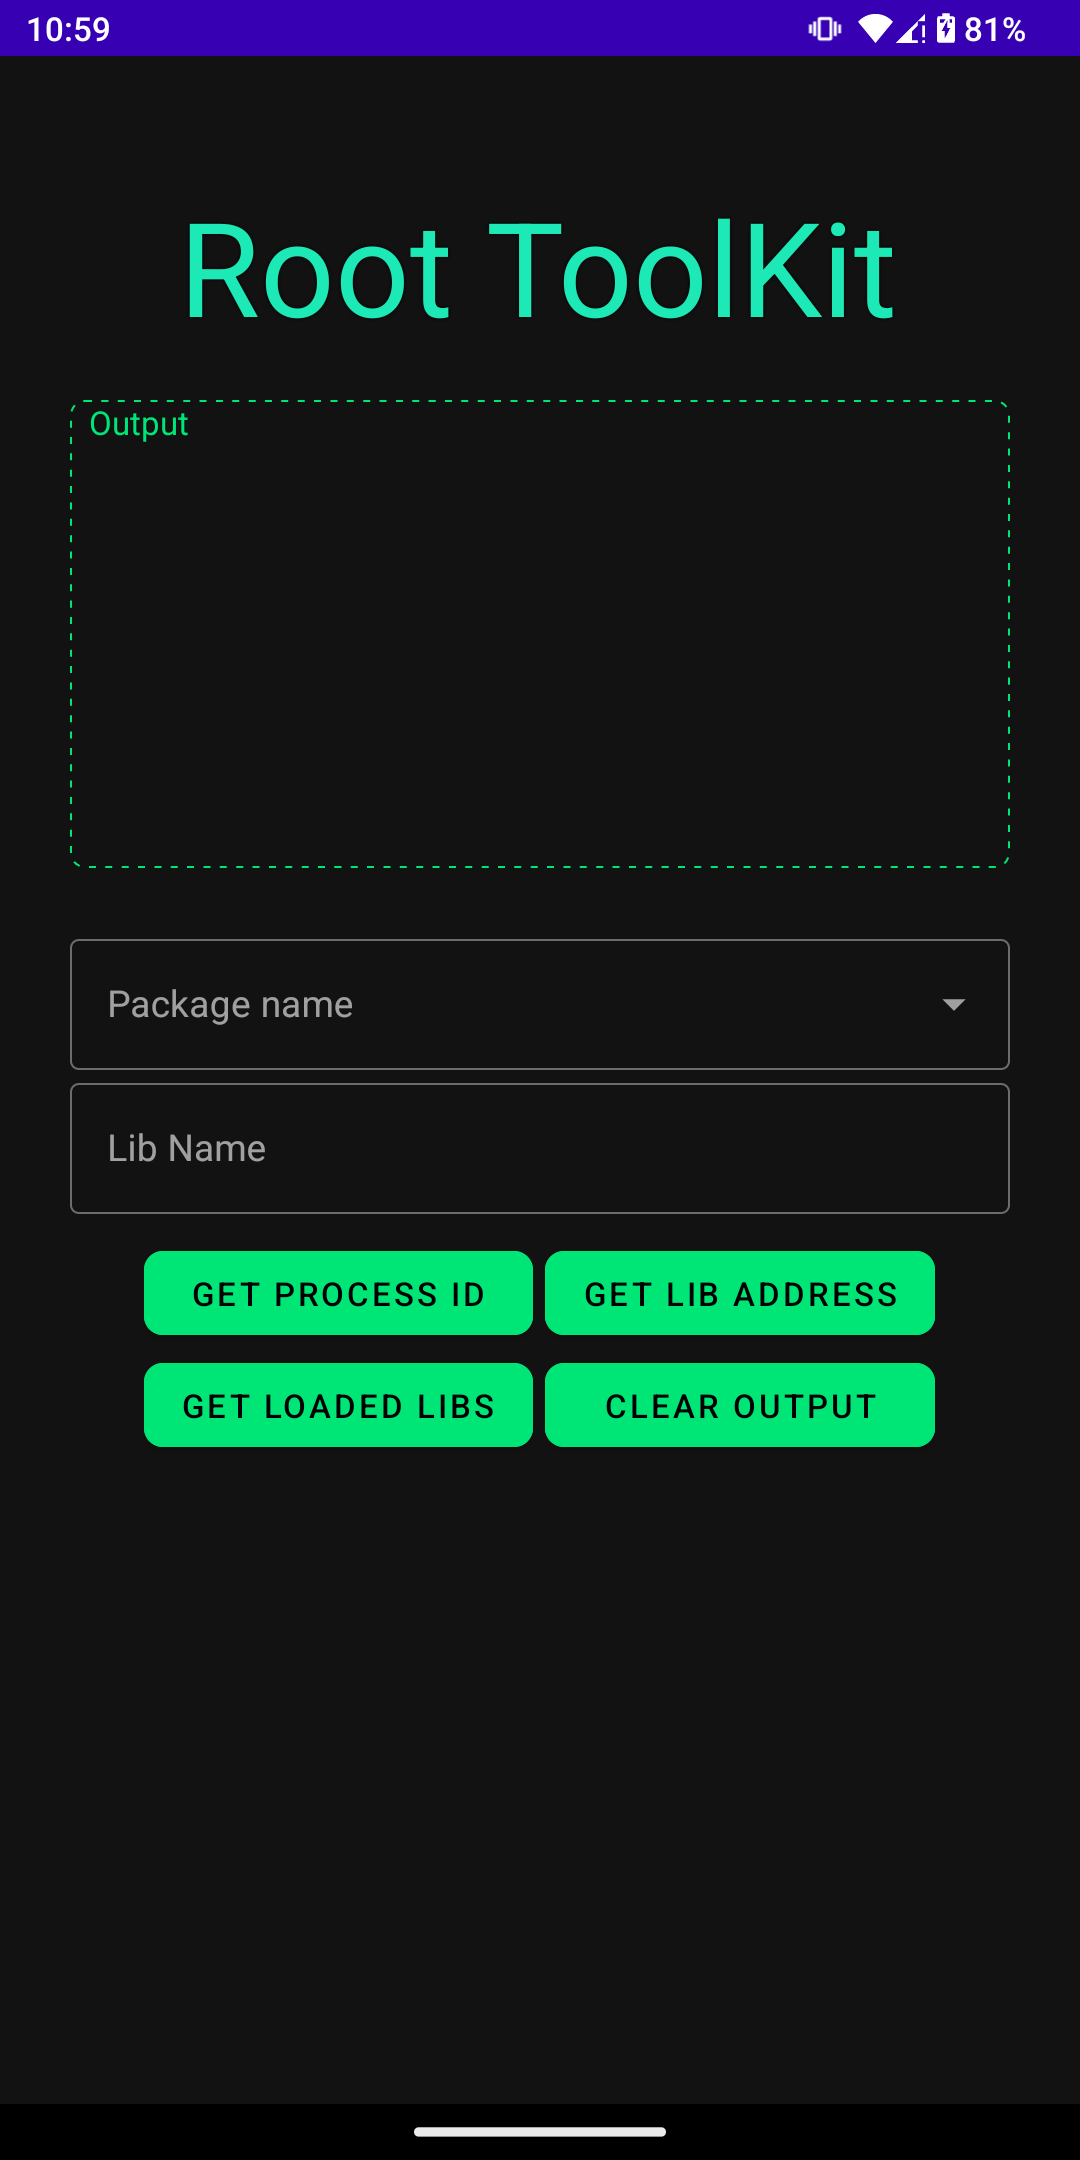 10:59 81%
Root ToolKit
Output
Package name
Lib Name
GET PROCESS ID GET LIB ADDRESS
GET LOADED LIBS CLEAR OUTPUT